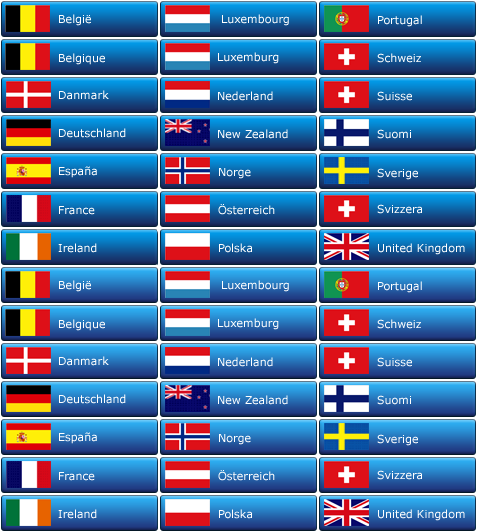 België
Luxembourg
Portugal
Belgique
Luxemburg
Schweiz
Danmark
Nederland
Suisse
Deutschland
New Zealand
Suomi
España
Norge
Sverige
France
Österreich
Svizzera
Ireland
Polska
United Kingdom
België
Luxembourg
Portugal
Belgique
Luxemburg
Schweiz
Danmark
Nederland
Suisse
Deutschland
New Zealand
Suomi
España
Norge
Sverige
France
Österreich
Svizzera
Ireland
Polska
United Kingdom